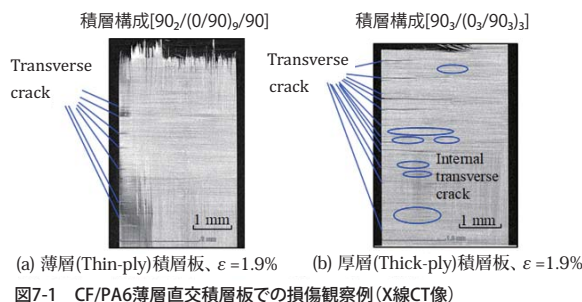 積層構成[90₂/(0/90)₉/90]
積層構成[90₃/(0₃/90₃)₃]
Transverse
crack
1 mm
Transverse
crack
Internal
transverse
crack
1 mm
(a) 薄層(Thin-ply)積層板、ε=1.9%
(b) 厚層(Thick-ply)積層板、ε=1.9%
図7-1 CF/PA6薄層直交積層板での損傷観察例(X線CT像)